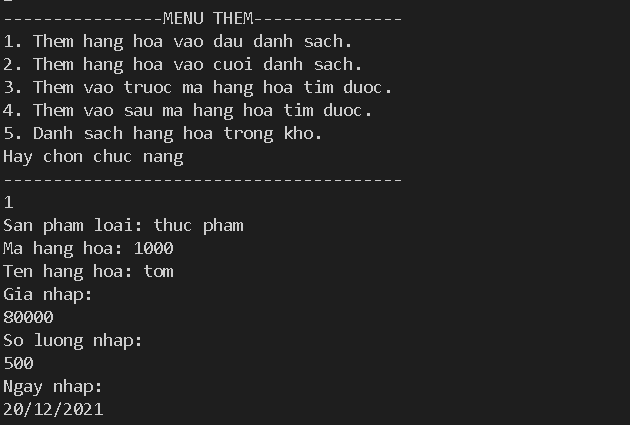 ----------------MENU THEM---------------
1. Them hang hoa vao dau danh sach.
2. Them hang hoa vao cuoi danh sach.
3. Them vao truoc ma hang hoa tim duoc.
4. Them vao sau ma hang hoa tim duoc.
5. Danh sach hang hoa trong kho.
Hay chon chuc nang
----------------------------------------
1
San pham loai: thuc pham
Ma hang hoa: 1000
Ten hang hoa: tom
Gia nhap:
80000
So luong nhap:
500
Ngay nhap:
20/12/2021